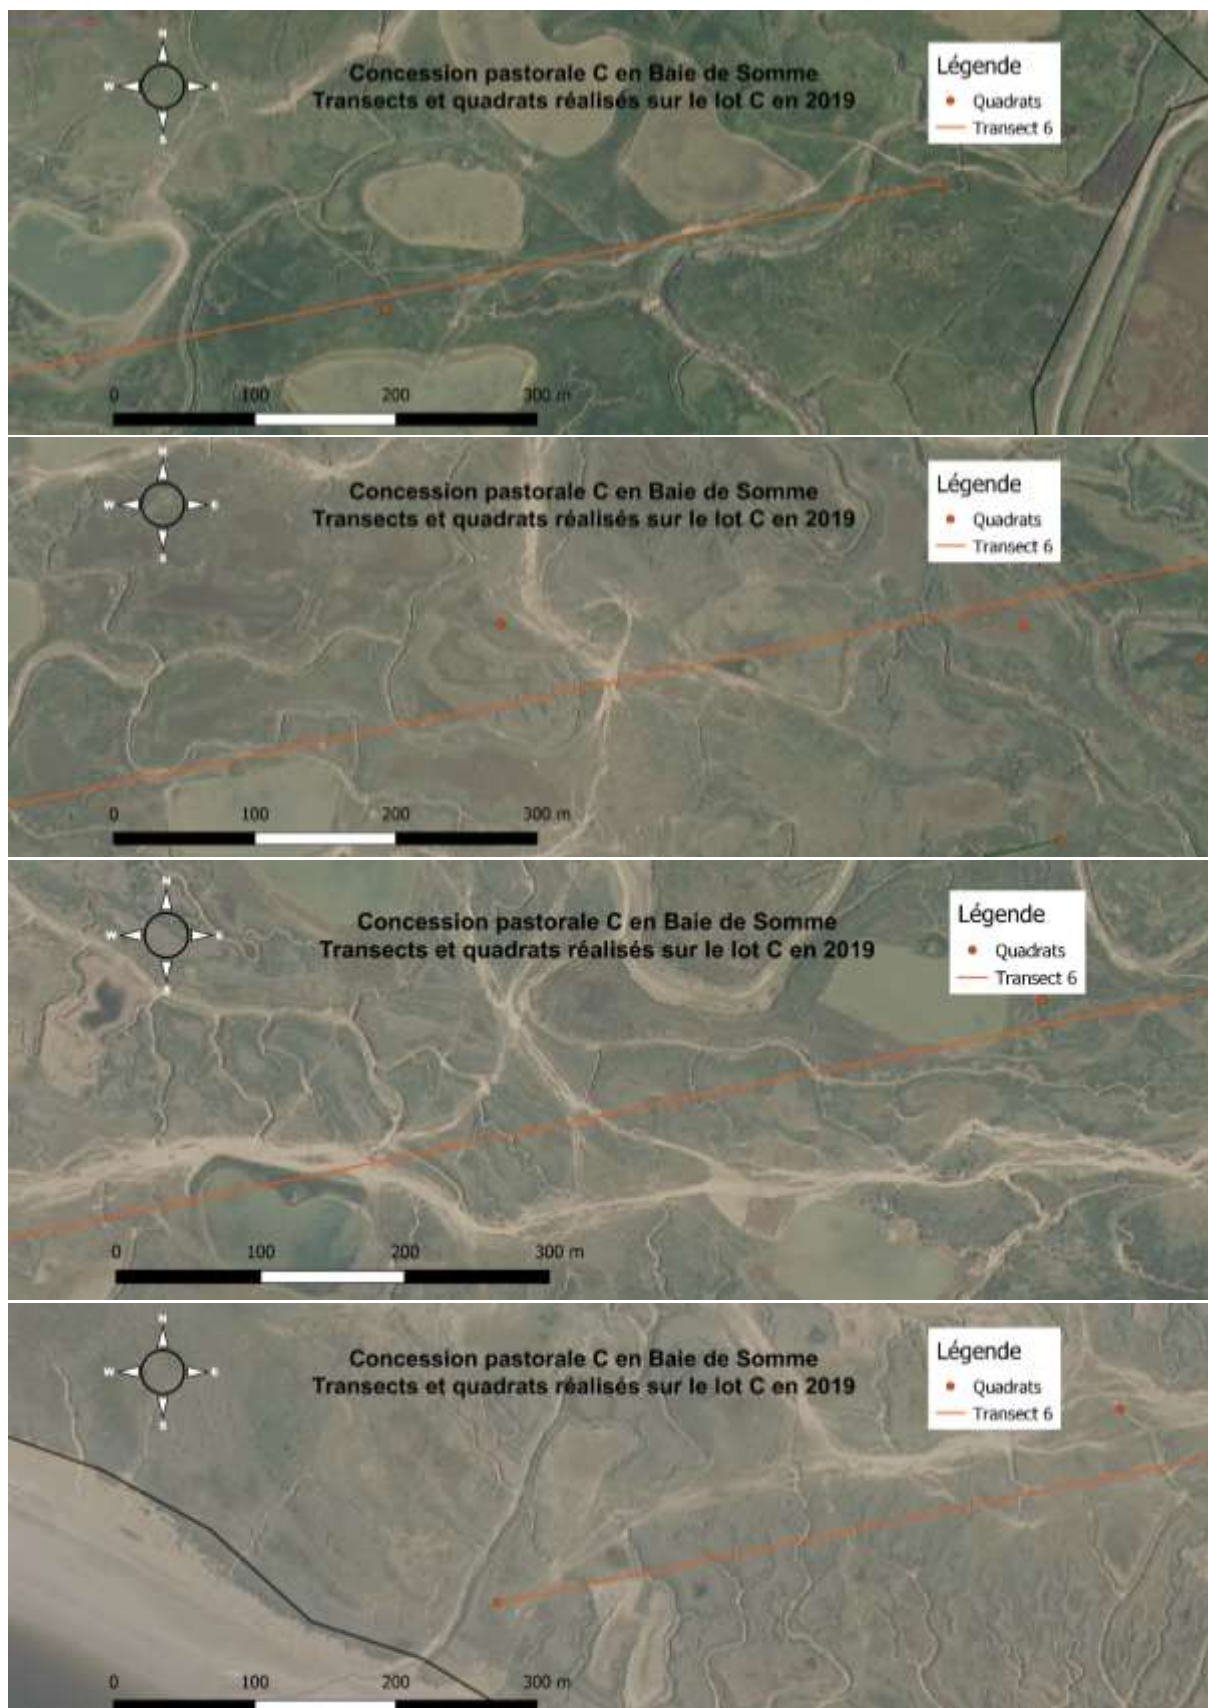 N
Concession pastorale C en Baie de Somme
Transects et quadrats réalisés sur le lot C en 2019
W E
S
Légende
Quadrats
Transect 6
0 100 200 300 m
N
Concession pastorale C en Baie de Somme
Transects et quadrats réalisés sur le lot C en 2019
W E
S
Légende
Quadrats
Transect 6
0 100 200 300 m
N
Concession pastorale C en Baie de Somme
Transects et quadrats réalisés sur le lot C en 2019
W E
S
Légende
Quadrats
Transect 6
0 100 200 300 m
N
Concession pastorale C en Baie de Somme
Transects et quadrats réalisés sur le lot C en 2019
W E
S
Légende
Quadrats
Transect 6
0 100 200 300 m